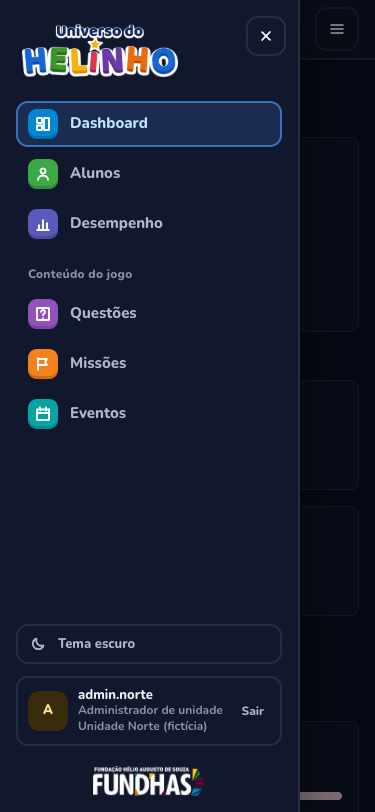 Universo do
HELINHO
Dashboard
Alunos
Desempenho
Conteúdo do jogo
Questões
Missões
Eventos
Tema escuro
A
admin.norte
Administrador de unidade
Unidade Norte (fictícia)
Sair
FUNDAÇÃO HÉLIO AUGUSTO DE SOUZA
FUNDHAS